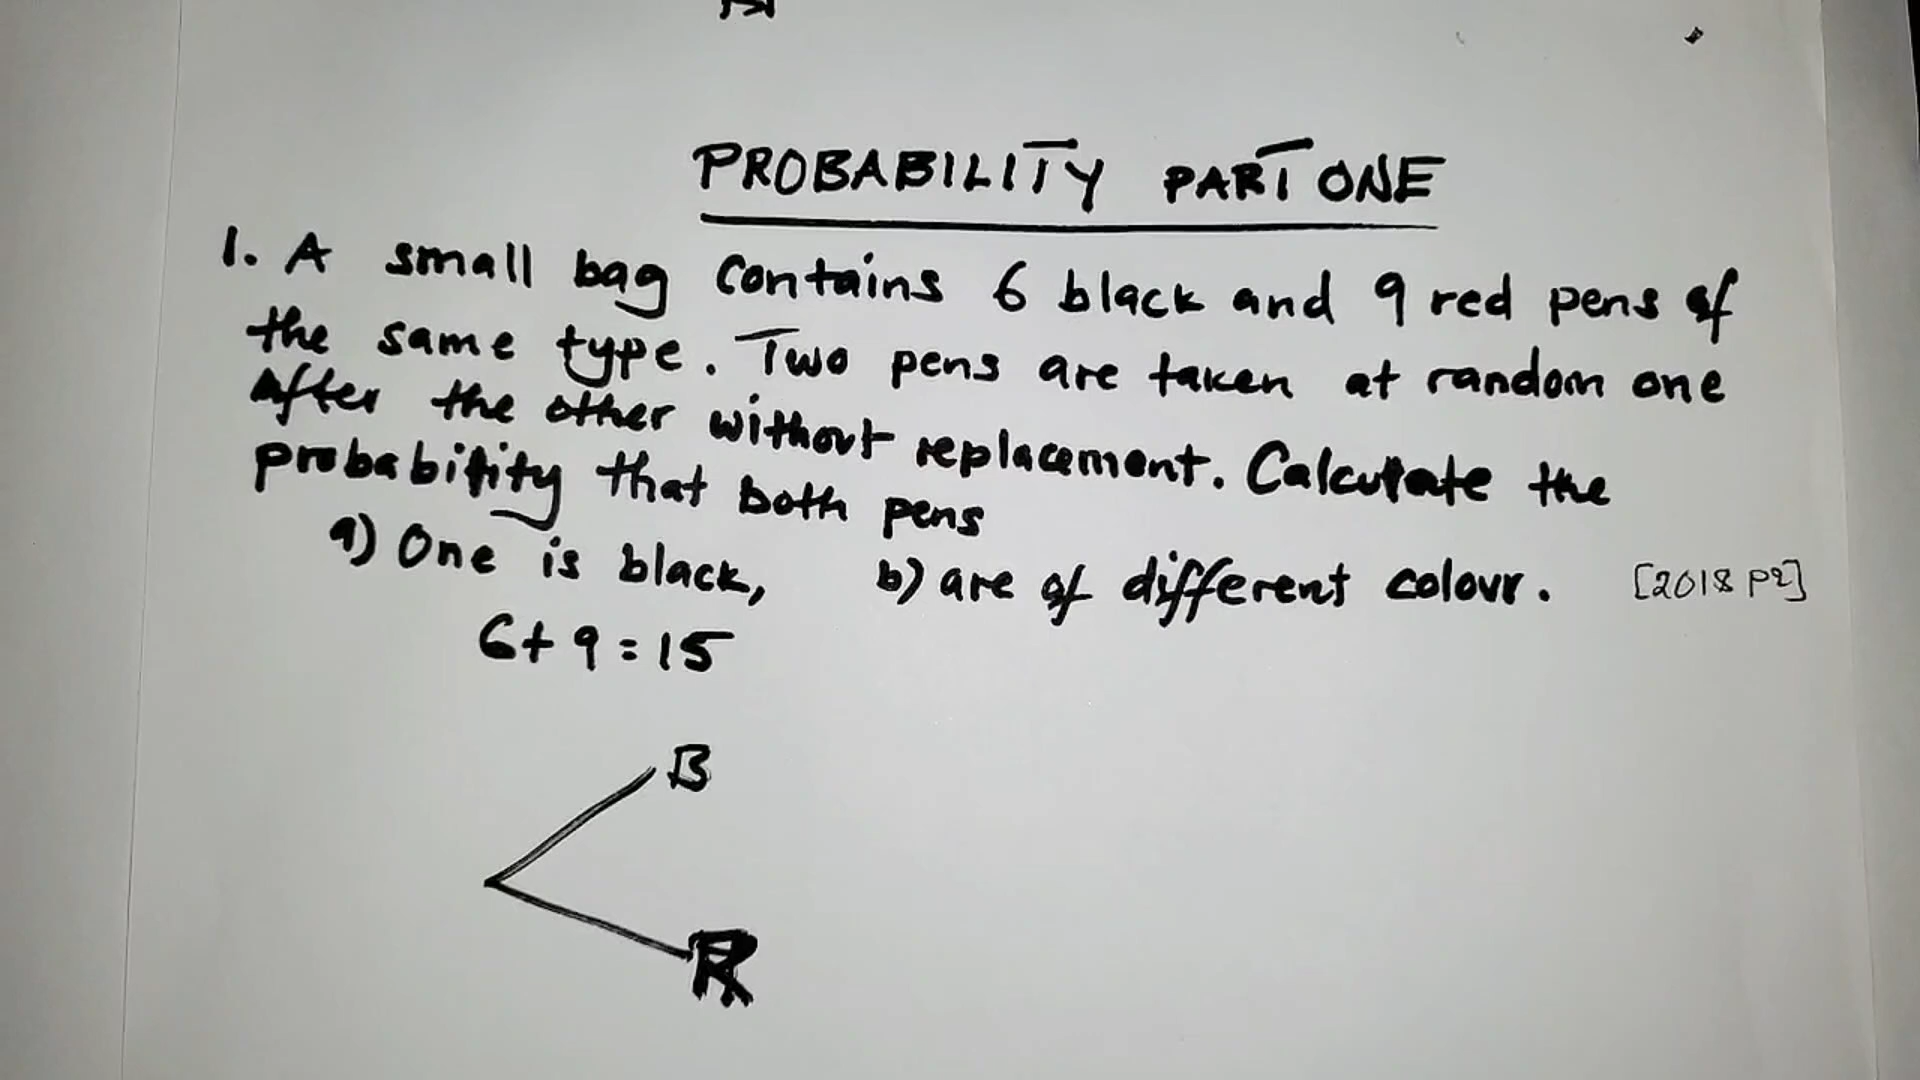 PROBABILITY PART ONE
1. A small bag contains 6 black and 9 red pens of
the same type. Two pens are taken at random one
after the other without replacement. Calculate the
probability that both pens
a) One is black, b) are of different colour. [2018 P2]
6+9=15
B
R